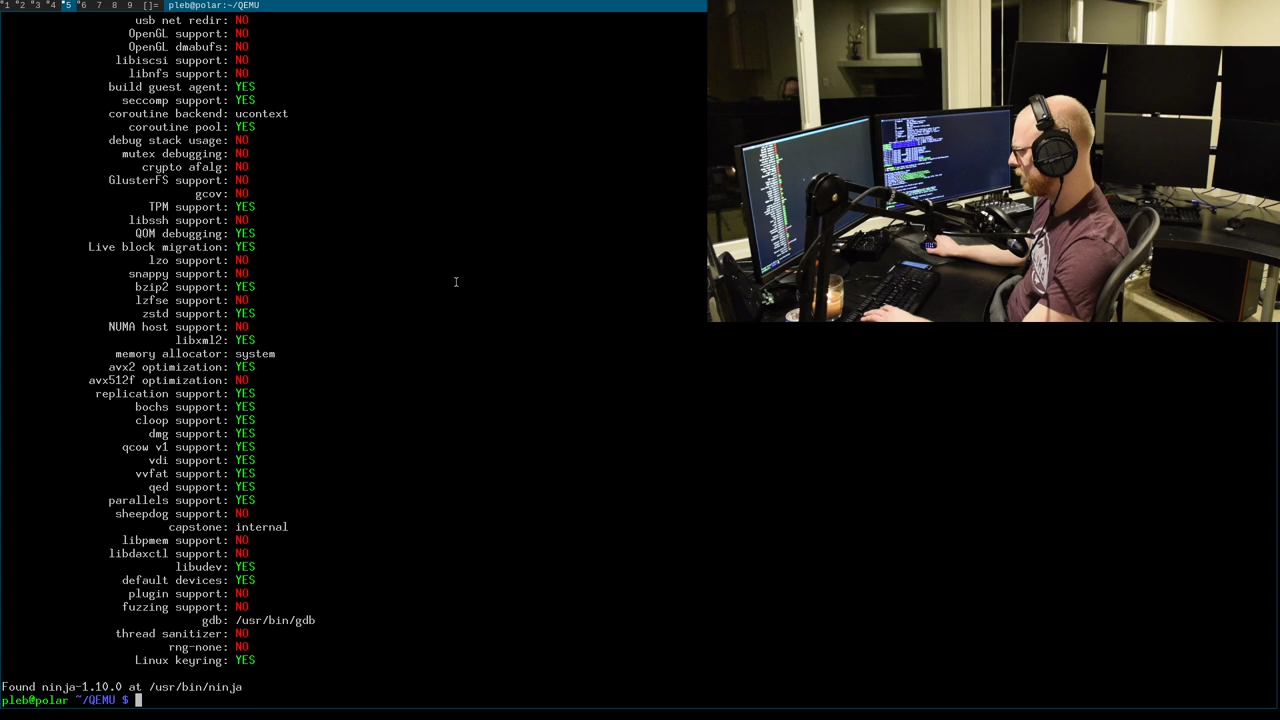 1 2 3 4 5 6 7 8 9 []= pleb@polar:~/QEMU
usb net redir: NO
OpenGL support: NO
OpenGL dmabufs: NO
libiscsi support: NO
libnfs support: NO
build guest agent: YES
seccomp support: YES
coroutine backend: ucontext
coroutine pool: YES
debug stack usage: NO
mutex debugging: NO
crypto afalg: NO
GlusterFS support: NO
gcov: NO
TPM support: YES
libssh support: NO
QOM debugging: YES
Live block migration: YES
lzo support: NO
snappy support: NO
bzip2 support: YES
lzfse support: NO
zstd support: YES
NUMA host support: NO
libxml2: YES
memory allocator: system
avx2 optimization: YES
avx512f optimization: NO
replication support: YES
bochs support: YES
cloop support: YES
dmg support: YES
qcow v1 support: YES
vdi support: YES
vvfat support: YES
qed support: YES
parallels support: YES
sheepdog support: NO
capstone: internal
libpmem support: NO
libdaxctl support: NO
libudev: YES
default devices: YES
plugin support: NO
fuzzing support: NO
gdb: /usr/bin/gdb
thread sanitizer: NO
rng-none: NO
Linux keyring: YES
Found ninja-1.10.0 at /usr/bin/ninja
pleb@polar ~/QEMU $